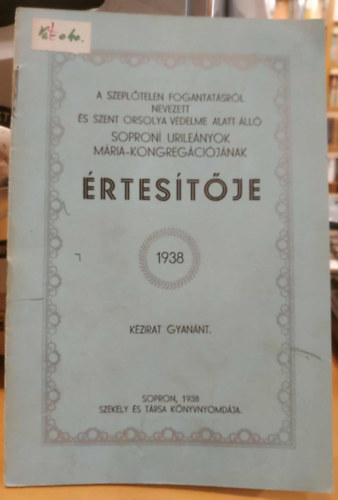 A SZEPLŐTELEN FOGANTATÁSRÓL
NEVEZETT
ÉS SZENT ORSOLYA VÉDELME ALATT ÁLLÓ
SOPRONI URILEÁNYOK
MÁRIA-KONGREGÁCIÓJÁNAK
ÉRTESÍTŐJE
1938
KÉZIRAT GYANÁNT.
SOPRON, 1938
SZÉKELY ÉS TÁRSA KÖNYVNYOMDÁJA.